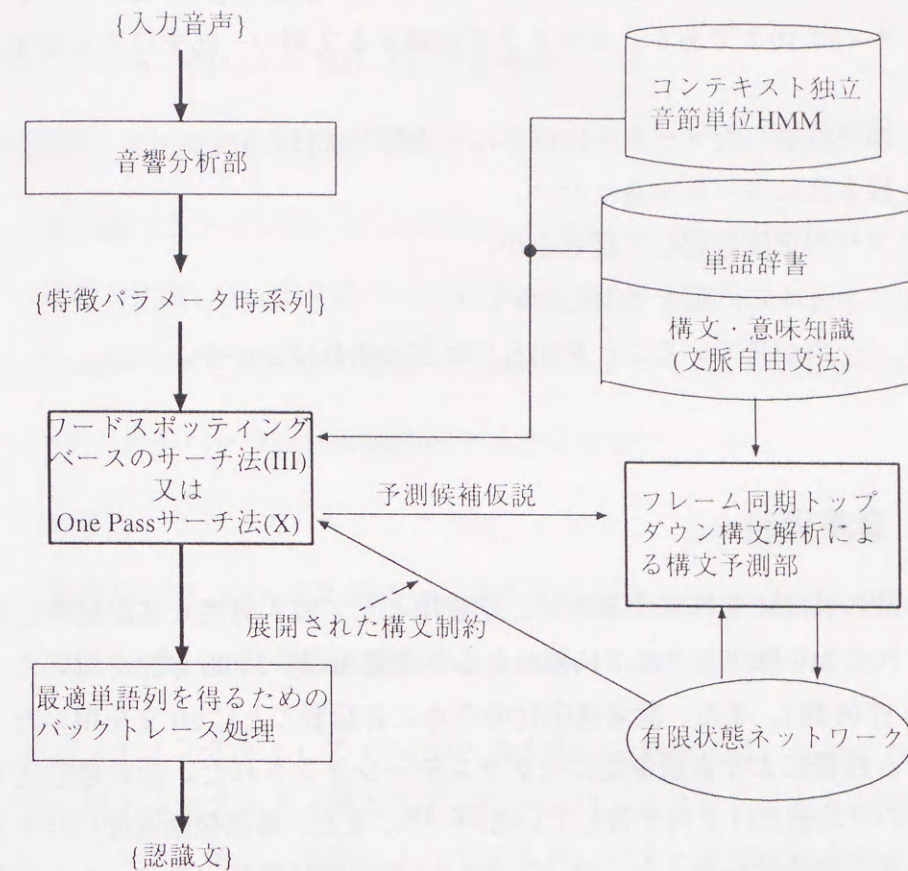 {入力音声}
音響分析部
{特徴パラメータ時系列}
フードスポッティング
ベースのサーチ法(III)
又は
One Passサーチ法(X)
最適単語列を得るための
バックトレース処理
{認識文}
コンテキスト独立
音節単位HMM
単語辞書
構文・意味知識
(文脈自由文法)
予測候補仮説
フレーム同期トップ
ダウン構文解析によ
る構文予測部
展開された構文制約
有限状態ネットワーク